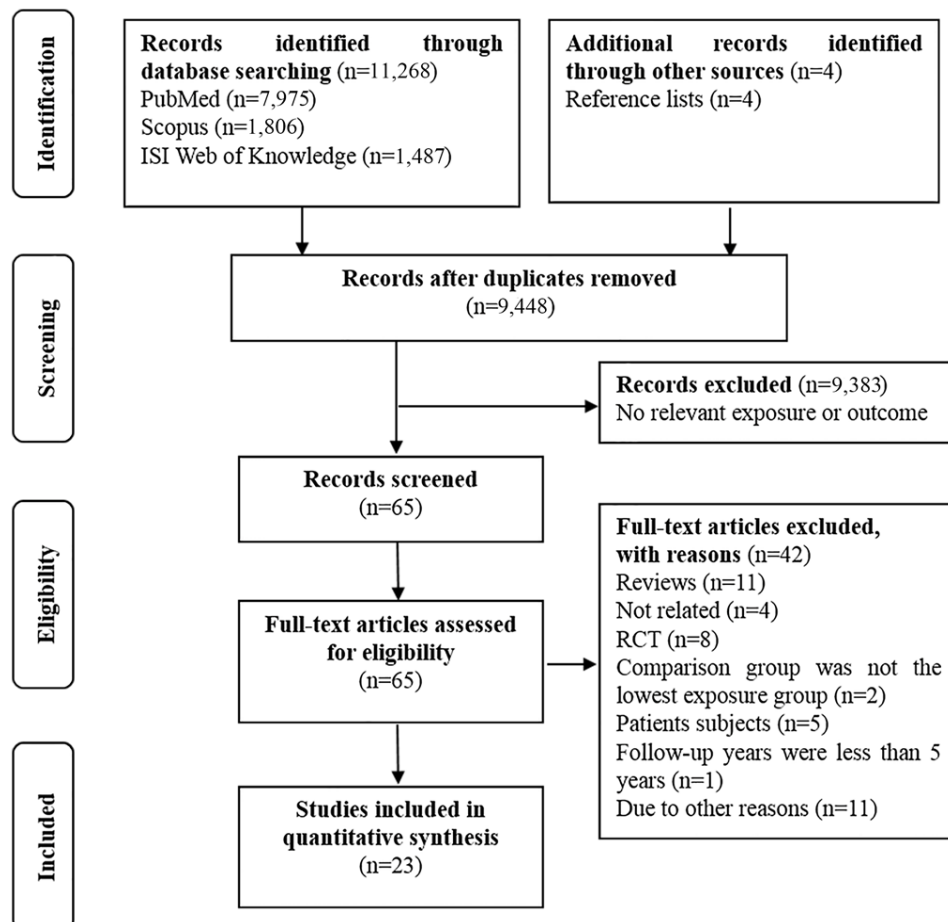 Identification
Records identified through
database searching (n=11,268)
PubMed (n=7,975)
Scopus (n=1,806)
ISI Web of Knowledge (n=1,487)
Additional records identified
through other sources (n=4)
Reference lists (n=4)
Screening
Records after duplicates removed
(n=9,448)
Records excluded (n=9,383)
No relevant exposure or outcome
Records screened
(n=65)
Eligibility
Full-text articles assessed
for eligibility
(n=65)
Full-text articles excluded,
with reasons (n=42)
Reviews (n=11)
Not related (n=4)
RCT (n=8)
Comparison group was not the
lowest exposure group (n=2)
Patients subjects (n=5)
Follow-up years were less than 5
years (n=1)
Due to other reasons (n=11)
Included
Studies included in
quantitative synthesis
(n=23)